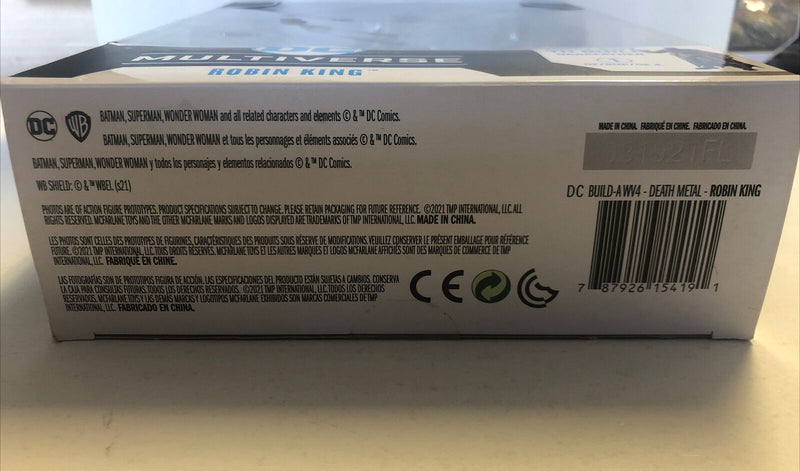 DC
MULTIVERSE
ROBIN KING™
DC
WB
BATMAN, SUPERMAN, WONDER WOMAN and all related characters and elements © & ™ DC Comics.
BATMAN, SUPERMAN, WONDER WOMAN et tous les personnages et éléments associés © & ™ DC Comics.
BATMAN, SUPERMAN, WONDER WOMAN y todos los personajes y elementos relacionados © & ™ DC Comics.
WB SHIELD: © & ™ WBEI. (s21)
PHOTOS ARE OF ACTION FIGURE PROTOTYPES. PRODUCT SPECIFICATIONS SUBJECT TO CHANGE. PLEASE RETAIN PACKAGING FOR FUTURE REFERENCE. ©2021 TMP INTERNATIONAL, LLC. ALL
RIGHTS RESERVED. MCFARLANE TOYS AND THE OTHER MCFARLANE MARKS AND LOGOS DISPLAYED ARE TRADEMARKS OF TMP INTERNATIONAL, LLC. MADE IN CHINA.
LES PHOTOS SONT CELLES DES PROTOTYPES DE FIGURINES, CARACTÉRISTIQUES DES PRODUITS SOUS RÉSERVE DE MODIFICATIONS. VEUILLEZ CONSERVER LE PRÉSENT EMBALLAGE POUR RÉFÉRENCE
FUTURE. ©2021 TMP INTERNATIONAL, LLC. TOUS DROITS RÉSERVÉS. MCFARLANE TOYS ET LES AUTRES MARQUES ET LOGOS MCFARLANE AFFICHÉS SONT DES MARQUES DE COMMERCE DE TMP
INTERNATIONAL, LLC. FABRIQUÉ EN CHINE.
LAS FOTOGRAFÍAS SON DE PROTOTIPOS FIGURA DE ACCIÓN. LAS ESPECIFICACIONES DEL PRODUCTO ESTÁN SUJETAS A CAMBIOS. CONSERVA
LA CAJA PARA CONSULTAS FUTURAS. TODOS LOS DERECHOS RESERVADOS. ©2021 TMP INTERNATIONAL, LLC. TODOS LOS DERECHOS
RESERVADOS. MCFARLANE TOYS Y LAS DEMÁS MARCAS Y LOGOTIPOS MCFARLANE EXHIBIDOS SON MARCAS COMERCIALES DE TMP
INTERNATIONAL, LLC. FABRICADO EN CHINA.
CE
MADE IN CHINA. FABRIQUÉ EN CHINE. FABRICADO EN CHINA.
DC BUILD-A WV4 - DEATH METAL - ROBIN KING
7 87926 15419 1